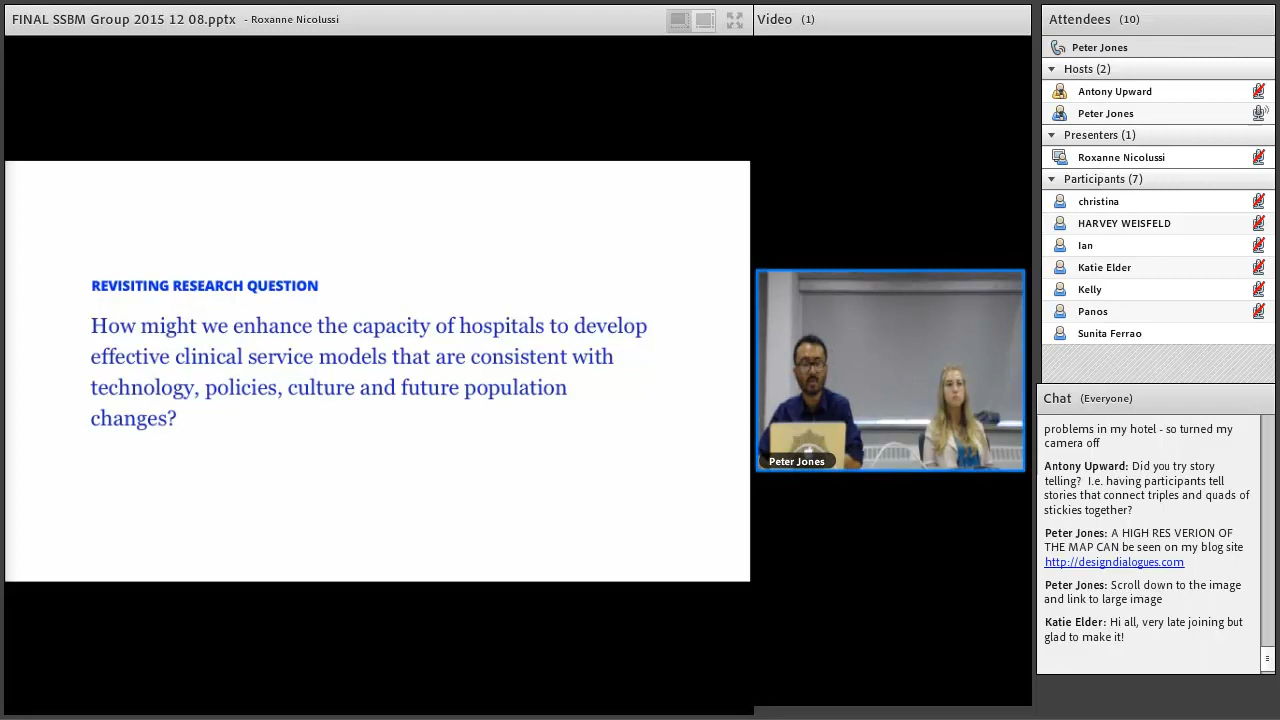 FINAL SSBM Group 2015 12 08.pptx - Roxanne Nicolussi
REVISITING RESEARCH QUESTION
How might we enhance the capacity of hospitals to develop
effective clinical service models that are consistent with
technology, policies, culture and future population
changes?
Video (1)
Peter Jones
Attendees (10)
Peter Jones
Hosts (2)
Antony Upward
Peter Jones
Presenters (1)
Roxanne Nicolussi
Participants (7)
christina
HARVEY WEISFELD
Ian
Katie Elder
Kelly
Panos
Sunita Ferrao
Chat (Everyone)
problems in my hotel - so turned my
camera off
Antony Upward: Did you try story
telling? I.e. having participants tell
stories that connect triples and quads of
stickies together?
Peter Jones: A HIGH RES VERION OF
THE MAP CAN be seen on my blog site
http://designdialogues.com
Peter Jones: Scroll down to the image
and link to large image
Katie Elder: Hi all, very late joining but
glad to make it!